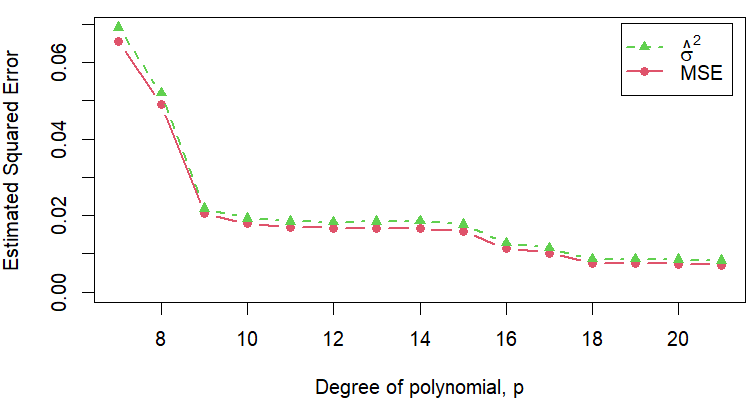 Estimated Squared Error
0.00
0.02
0.04
0.06
8
10
12
14
16
18
20
Degree of polynomial, p
σ̂²
MSE